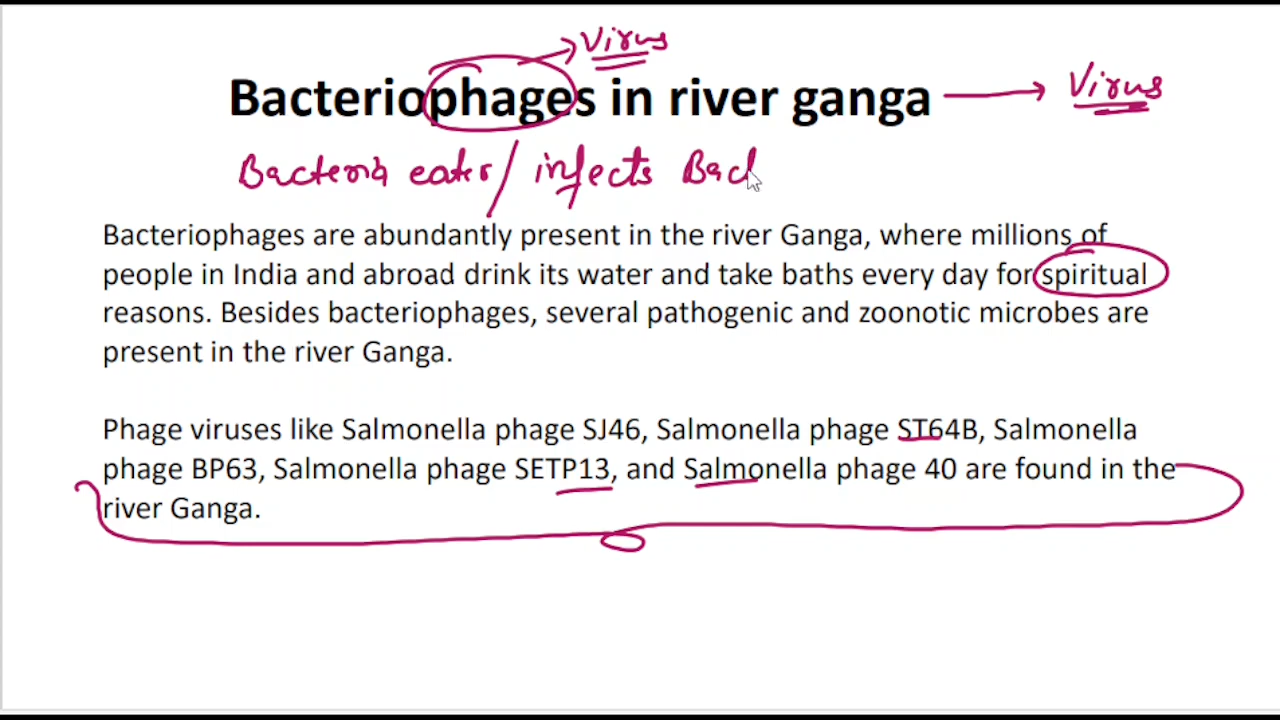 Virus
Bacteriophages in river ganga
Virus
Bacteria eater/ infects Bact
Bacteriophages are abundantly present in the river Ganga, where millions of
people in India and abroad drink its water and take baths every day for spiritual
reasons. Besides bacteriophages, several pathogenic and zoonotic microbes are
present in the river Ganga.
Phage viruses like Salmonella phage SJ46, Salmonella phage ST64B, Salmonella
phage BP63, Salmonella phage SETP13, and Salmonella phage 40 are found in the
river Ganga.